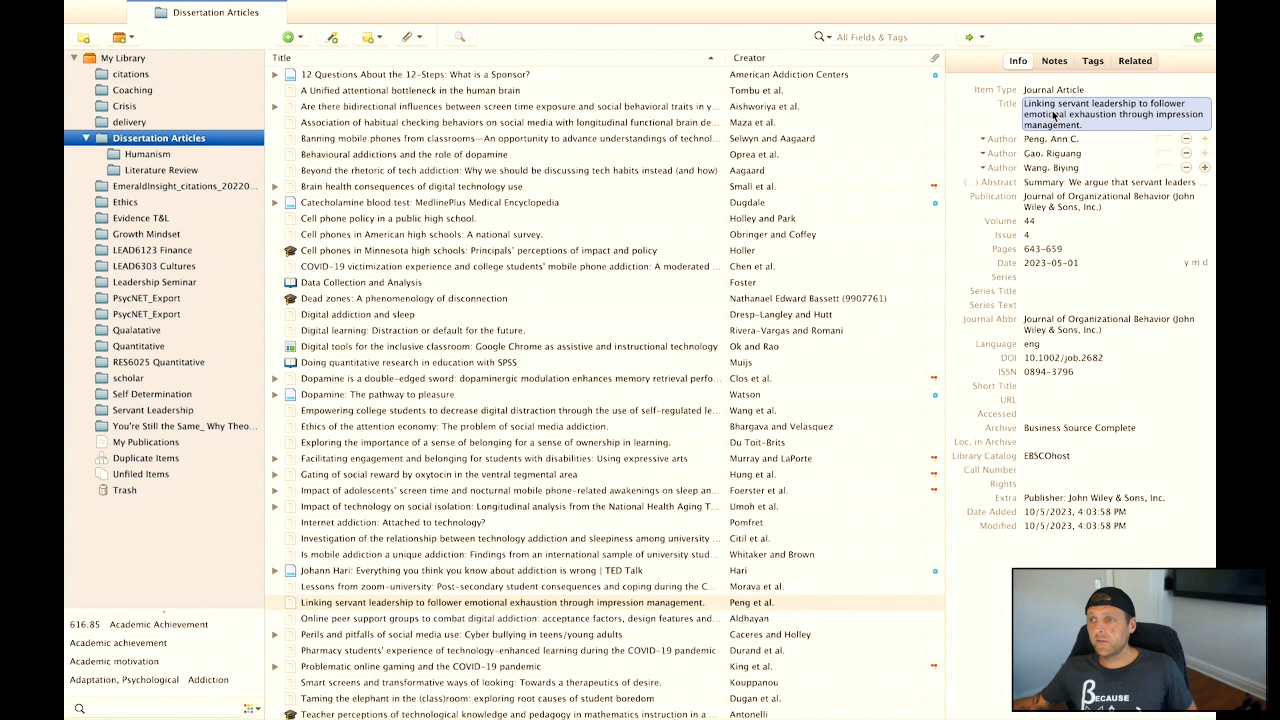 Dissertation Articles
All Fields & Tags
My Library
citations
Coaching
Crisis
delivery
Dissertation Articles
Humanism
Literature Review
EmeraldInsight_citations_20220...
Ethics
Evidence T&L
Growth Mindset
LEAD6123 Finance
LEAD6303 Cultures
Leadership Seminar
PsycNET_Export
PsycNET_Export
Qualatative
Quantitative
RES6025 Quantitative
scholar
Self Determination
Servant Leadership
You're Still the Same_ Why Theo...
My Publications
Duplicate Items
Unfiled Items
Trash
616.85 Academic Achievement
Academic achievement
Academic motivation
Adaptation, Psychological Addiction
Title Creator
12 Questions About the 12-Steps: What is a Sponsor? American Addiction Centers
A Unified attentional bottleneck in the human brain Tombu et al.
Are there bidirectional influences between screen time exposure and social behavioral traits in y... Aishworiya et al.
Associations of habitual checking behaviors on social media with longitudinal functional brain de... Maza et al.
Banning mobile phones from classrooms—An opportunity to advance understandings of technol... Selwyn and Aagaard
Behavioural addictions and the role of dopamine Oprea et al.
Beyond the rhetoric of tech addiction: Why we should be discussing tech habits instead (and how) Aagaard
Brain health consequences of digital technology use Small et al.
Catecholamine blood test: MedlinePlus Medical Encyclopedia Dugdale
Cell phone policy in a public high school. Holley and Park
Cell phones in American high schools: A national survey. Obringer and Coffey
Cell phones in Minnesota high schools: Principals' perceptions of impact and policy Holler
COVID-19 victimization experience and college students' mobile phone addiction: A moderated ... Chen et al.
Data Collection and Analysis Foster
Dead zones: A phenomenology of disconnection Nathanael Edward Bassett (9907761)
Digital addiction and sleep Dresp-Langley and Hutt
Digital learning: Distraction or default for the future. Rivera-Vargas and Romani
Digital tools for the inclusive classroom: Google Chrome as assistive and instructional technology Ok and Rao
Doing quantitative research in education with SPSS Muijs
Dopamine is a double-edged sword: dopaminergic modulation enhances memory retrieval perfo... Clos et al.
Dopamine: The pathway to pleasure Watson
Empowering college students to decrease digital distraction through the use of self-regulated le... Wang et al.
Ethics of the attention economy: The problem of social media addiction. Bhargava and Velasquez
Exploring the importance of a sense of belonging for a sense of ownership in learning. Du Toit-Brits
Facilitating engagement and belonging for students with disabilities: Using expressive arts Murray and LaPorte
Gating of social reward by oxytocin in the ventral tegmental area Hung et al.
Impact of adolescents' screen time and nocturnal mobile phone-related awakenings on sleep an... Foerster et al.
Impact of technology on social isolation: Longitudinal analysis from the National Health Aging T... Umoh et al.
Internet addiction: Attached to technology? Pomfret
Investigation of the relationship between technology addiction and sleepiness among university ... Citil et al.
Is mobile addiction a unique addiction: Findings from an international sample of university stud... Whitaker and Brown
Johann Hari: Everything you think you know about addiction is wrong | TED Talk Hari
Lessons from zoom-university: Post-secondary student consequences and coping during the C... Morava et al.
Linking servant leadership to follower emotional exhaustion through impression management. Peng et al.
Online peer support group to counter digital addiction: Acceptance factors, design features and... Aldhayan
Perils and perks of social media use: Cyber bullying in young adults Caceres and Holley
Pharmacy students' experience of technology-enhanced learning during the COVID-19 pandemic Durand et al.
Problematic online gaming and the COVID-19 pandemic King et al.
Smart screens and transformative ways of looking: Towards a therapeutics of desire. Kouppanou
Taming the elephant in the (class)room: exploring root causes of student boredom Ragan et al.
Teacher perceptions of technological knowledge and pedagogy in mathematics instruction in a ... Antonelli
Info Notes Tags Related
Item Type Journal Article
Title Linking servant leadership to follower
emotional exhaustion through impression
management.
Author Peng, Ann C.
Author Gao, Riguang
Author Wang, Biying
(...) Abstract Summary: We argue that servant leaders ...
Publication Journal of Organizational Behavior (John
Wiley & Sons, Inc.)
Volume 44
Issue 4
Pages 643-659
Date 2023-05-01 y m d
Series
Series Title
Series Text
Journal Abbr Journal of Organizational Behavior (John
Wiley & Sons, Inc.)
Language eng
DOI 10.1002/job.2682
ISSN 0894-3796
Short Title
URL
Accessed
Archive Business Source Complete
Loc. in Archive
Library Catalog EBSCOhost
Call Number
Rights
Extra Publisher: John Wiley & Sons, Inc.
Date Added 10/5/2023, 4:03:58 PM
Modified 10/5/2023, 4:03:58 PM
BECAUSE